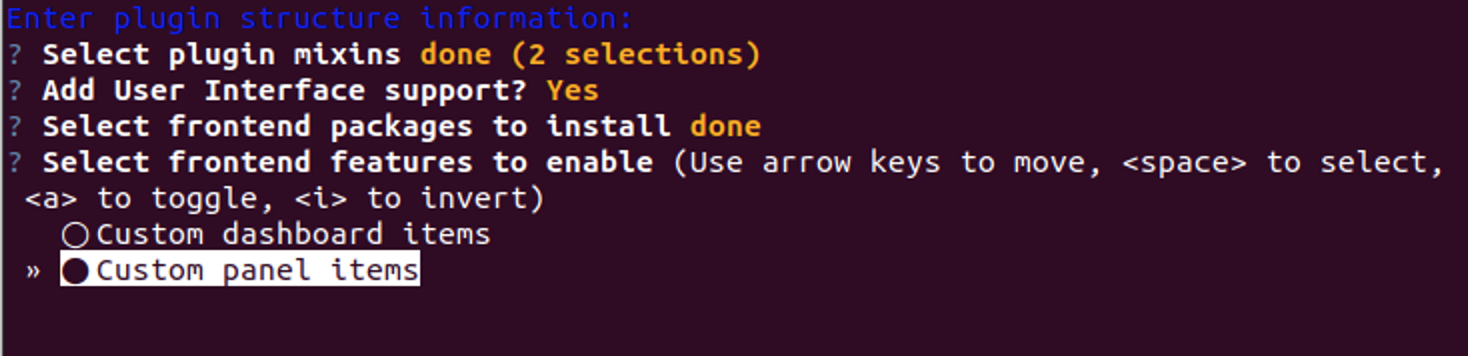 Enter plugin structure information:
? Select plugin mixins done (2 selections)
? Add User Interface support? Yes
? Select frontend packages to install done
? Select frontend features to enable (Use arrow keys to move, <space> to select,
<a> to toggle, <i> to invert)
○ Custom dashboard items
» ● Custom panel items